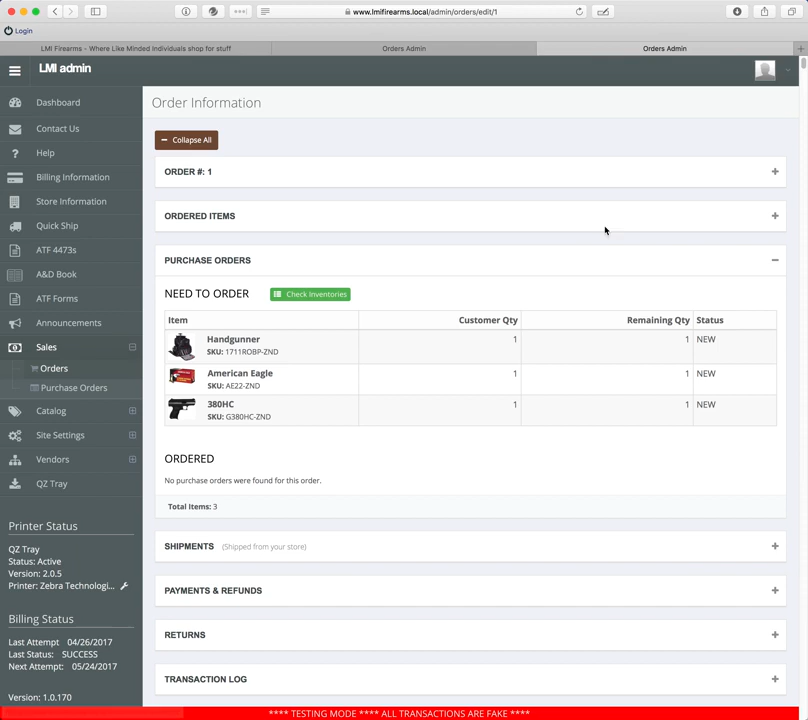 www.lmifirearms.local/admin/orders/edit/1
Login
LMI Firearms - Where Like Minded Individuals shop for stuff
Orders Admin
Orders Admin
LMI admin
Dashboard
Contact Us
Help
Billing Information
Store Information
Quick Ship
ATF 4473s
A&D Book
ATF Forms
Announcements
Sales
Orders
Purchase Orders
Catalog
Site Settings
Vendors
QZ Tray
Printer Status
QZ Tray
Status: Active
Version: 2.0.5
Printer: Zebra Technologi...
Billing Status
Last Attempt 04/26/2017
Last Status: SUCCESS
Next Attempt: 05/24/2017
Version: 1.0.170
Order Information
Collapse All
ORDER #: 1
ORDERED ITEMS
PURCHASE ORDERS
NEED TO ORDER Check Inventories
Item Customer Qty Remaining Qty Status
Handgunner 1 1 NEW
SKU: 1711ROBP-ZND
American Eagle 1 1 NEW
SKU: AE22-ZND
380HC 1 1 NEW
SKU: G380HC-ZND
ORDERED
No purchase orders were found for this order.
Total Items: 3
SHIPMENTS (Shipped from your store)
PAYMENTS & REFUNDS
RETURNS
TRANSACTION LOG
**** TESTING MODE **** ALL TRANSACTIONS ARE FAKE ****